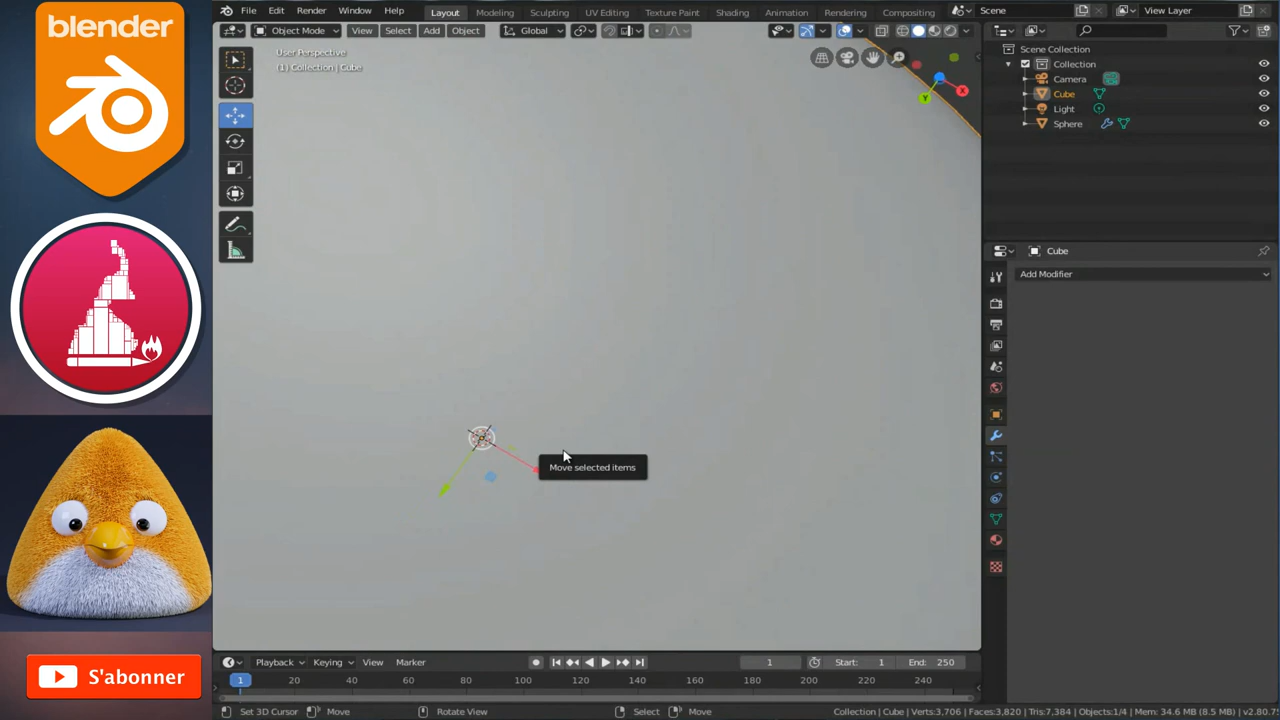 blender
S'abonner
File Edit Render Window Help
Layout Modeling Sculpting UV Editing Texture Paint Shading Animation Rendering Compositing
Scene
View Layer
Object Mode View Select Add Object
Global
User Perspective
(1) Collection | Cube
X
Y
Move selected items
Scene Collection
Collection
Camera
Cube
Light
Sphere
Cube
Add Modifier
Playback Keying View Marker
1
Start: 1
End: 250
1 20 40 60 80 100 120 140 160 180 200 220 240
Set 3D Cursor Move Rotate View Select Move
Collection | Cube | Verts:3,706 | Faces:3,820 | Tris:7,384 | Objects:1/4 | Mem: 34.6 MB (8.5 MB) | v2.80.7